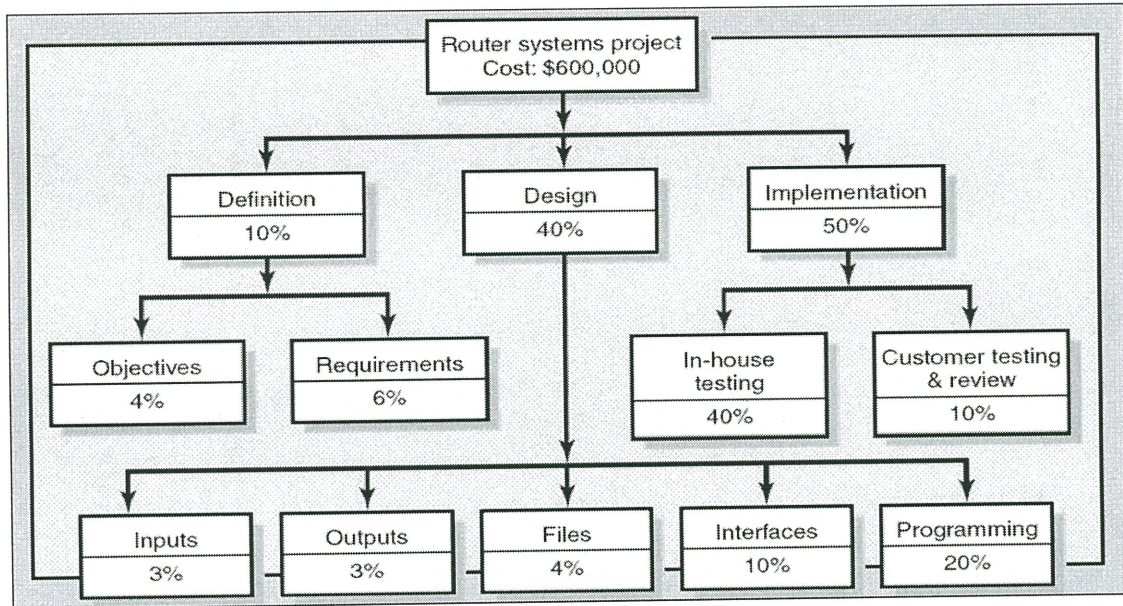 Router systems project
Cost: $600,000
Definition
10%
Design
40%
Implementation
50%
Objectives
4%
Requirements
6%
In-house
testing
40%
Customer testing
& review
10%
Inputs
3%
Outputs
3%
Files
4%
Interfaces
10%
Programming
20%